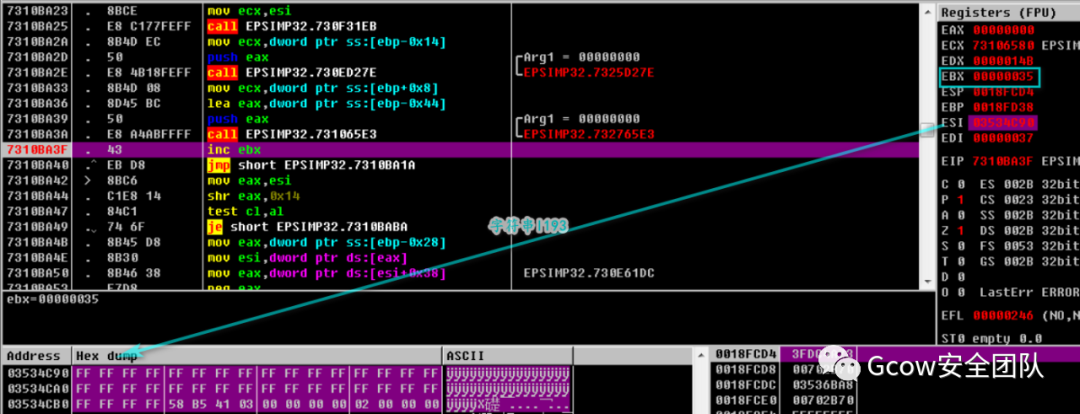 7310BA23 . 8BCE mov ecx,esi
7310BA25 . E8 C177FEFF call EPSIMP32.730F31EB
7310BA2A . 8B4D EC mov ecx,dword ptr ss:[ebp-0x14]
7310BA2D . 50 push eax ┌Arg1 = 00000000
7310BA2E . E8 4B18FEFF call EPSIMP32.730ED27E └EPSIMP32.7325D27E
7310BA33 . 8B4D 08 mov ecx,dword ptr ss:[ebp+0x8]
7310BA36 . 8D45 BC lea eax,dword ptr ss:[ebp-0x44]
7310BA39 . 50 push eax ┌Arg1 = 00000000
7310BA3A . E8 A4ABFFFF call EPSIMP32.731065E3 └EPSIMP32.732765E3
7310BA3F . 43 inc ebx
7310BA40 .^ EB D8 jmp short EPSIMP32.7310BA1A
7310BA42 > 8BC6 mov eax,esi
7310BA44 . C1E8 14 shr eax,0x14
7310BA47 . 84C1 test cl,al
7310BA49 . 74 6F je short EPSIMP32.7310BABA
7310BA4B . 8B45 D8 mov eax,dword ptr ss:[ebp-0x28]
7310BA4E . 8B30 mov esi,dword ptr ds:[eax]
7310BA50 . 8B46 38 mov eax,dword ptr ds:[esi+0x38] EPSIMP32.730E61DC
7310BA53 . F7D8 neg eax
字符串l193
ebx=00000035
Registers (FPU)
EAX 00000000
ECX 73106580 EPSIM
EDX 0000014B
EBX 00000035
ESP 0018FCD4
EBP 0018FD38
ESI 03534C90
EDI 00000037
EIP 7310BA3F EPSIM
C 0 ES 002B 32bit
P 1 CS 0023 32bit
A 0 SS 002B 32bit
Z 1 DS 002B 32bit
S 0 FS 0053 32bit
T 0 GS 002B 32bit
D 0
O 0 LastErr ERROR
EFL 00000246 (NO,N
ST0 empty 0.0
Address Hex dump ASCII
03534C90 FF FF FF FF FF FF FF FF FF FF FF FF FF FF FF FF ÿÿÿÿÿÿÿÿÿÿÿÿÿÿÿÿ
03534CA0 FF FF FF FF FF FF FF FF FF FF FF FF FF FF FF FF ÿÿÿÿÿÿÿÿÿÿÿÿÿÿÿÿ
03534CB0 FF FF FF FF 58 B5 41 03 00 00 00 00 02 00 00 00
0018FCD4
0018FCD8
0018FCDC 03536BA8
0018FCE0 00702B70
Gcow安全团队